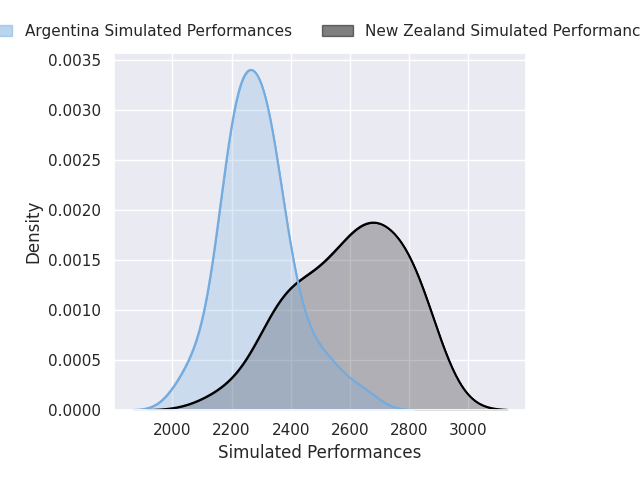 Argentina Simulated Performances New Zealand Simulated Performanc
0.0035
0.0030
0.0025
0.0020
0.0015
0.0010
0.0005
0.0000
Density
2000 2200 2400 2600 2800 3000
Simulated Performances